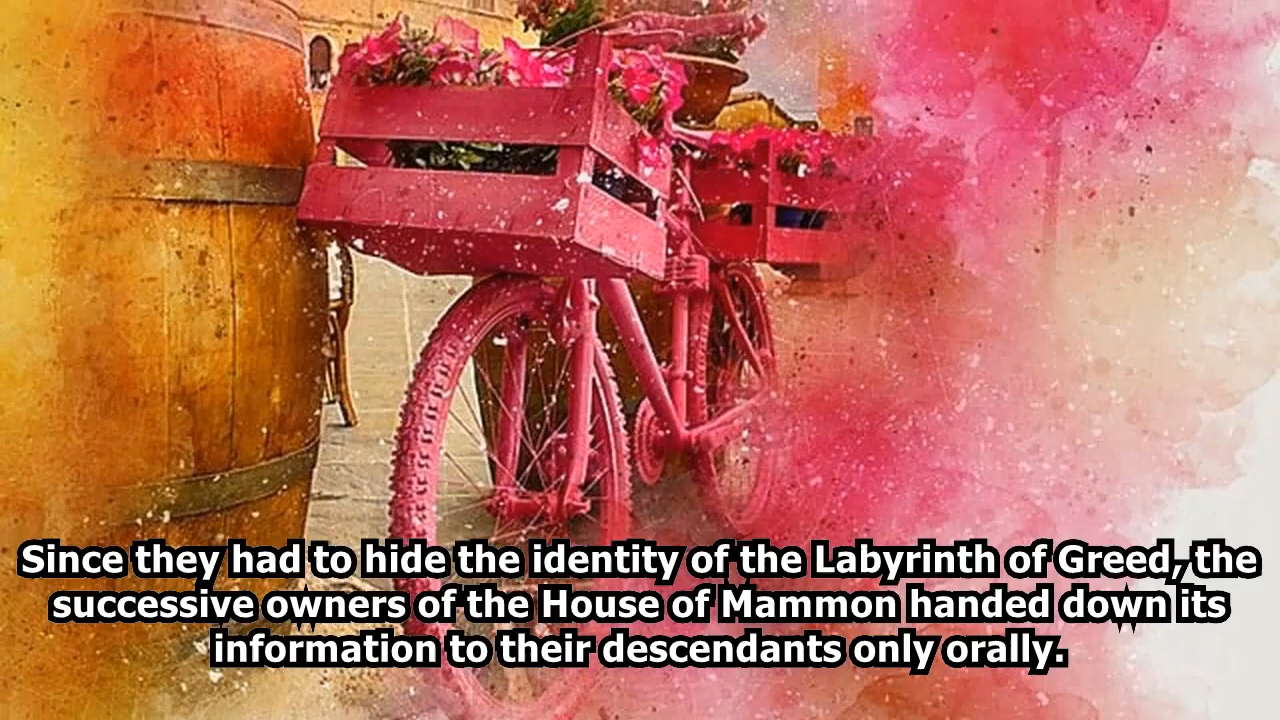 Since they had to hide the identity of the Labyrinth of Greed, the
successive owners of the House of Mammon handed down its
information to their descendants only orally.